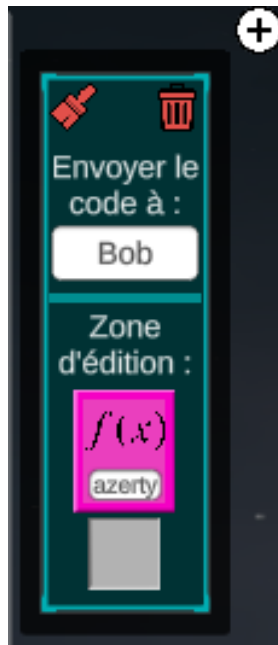 Envoyer le
code à :
Bob
Zone
d'édition :
f(x)
azerty